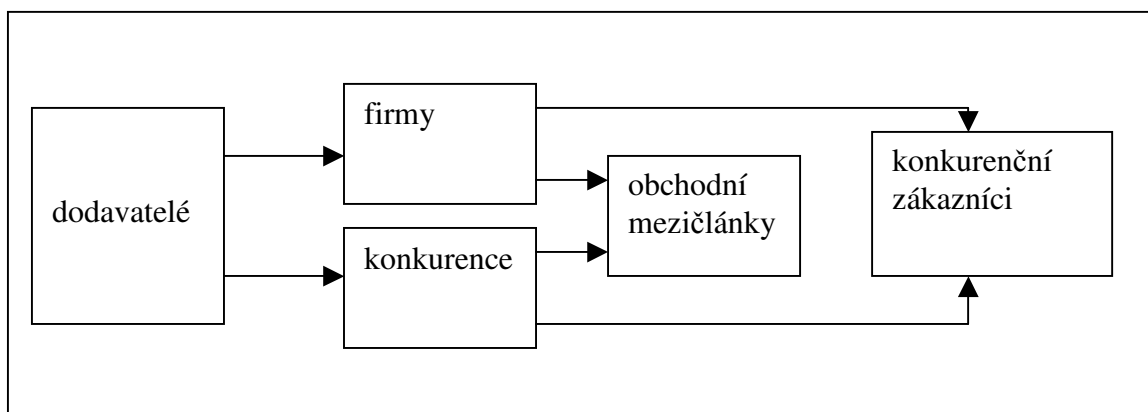 dodavatelé
firmy
konkurence
obchodní
mezičlánky
konkurenční
zákazníci